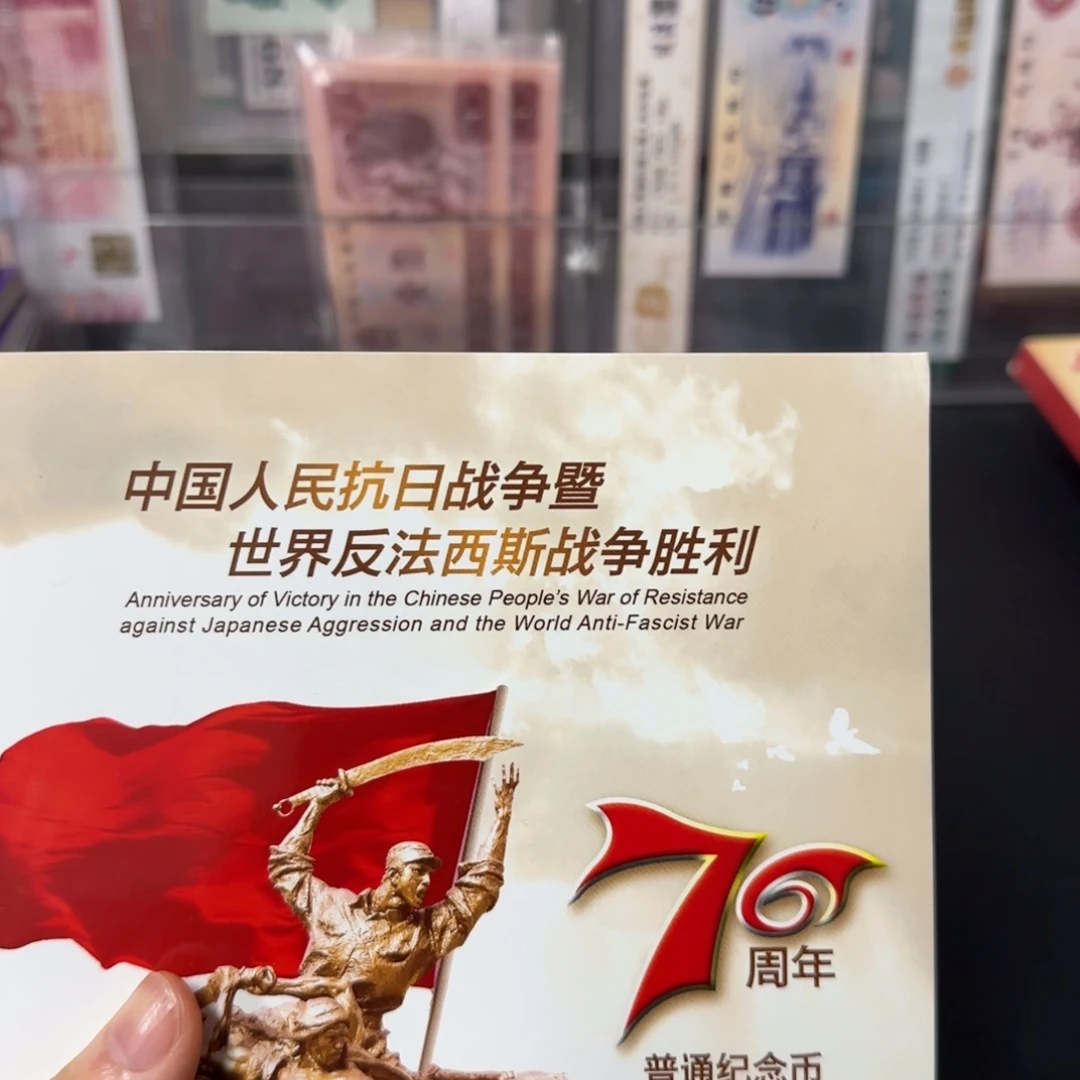 中国人民抗日战争暨
世界反法西斯战争胜利
Anniversary of Victory in the Chinese People's War of Resistance
against Japanese Aggression and the World Anti-Fascist War
70
周年
普通纪念币